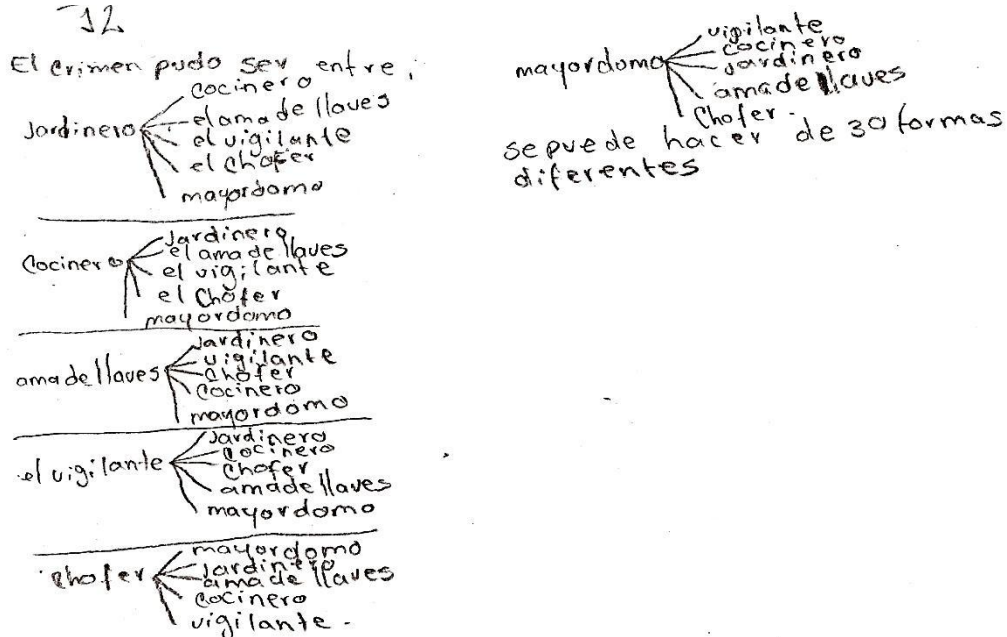 12
El crimen pudo ser entre,
Jardinero
cocinero
el ama de llaves
el vigilante
el chofer
mayordomo
Cocinero
Jardinero
el ama de llaves
el vigilante
el Chofer
mayordomo
ama de llaves
Jardinero
vigilante
chofer
Cocinero
mayordomo
el vigilante
Jardinero
Cocinero
Chofer
ama de llaves
mayordomo
Chofer
mayordomo
Jardinero
ama de llaves
Cocinero
vigilante.
mayordomo
vigilante
cocinero
Jardinero
ama de llaves
Chofer.
se puede hacer de 30 formas
diferentes